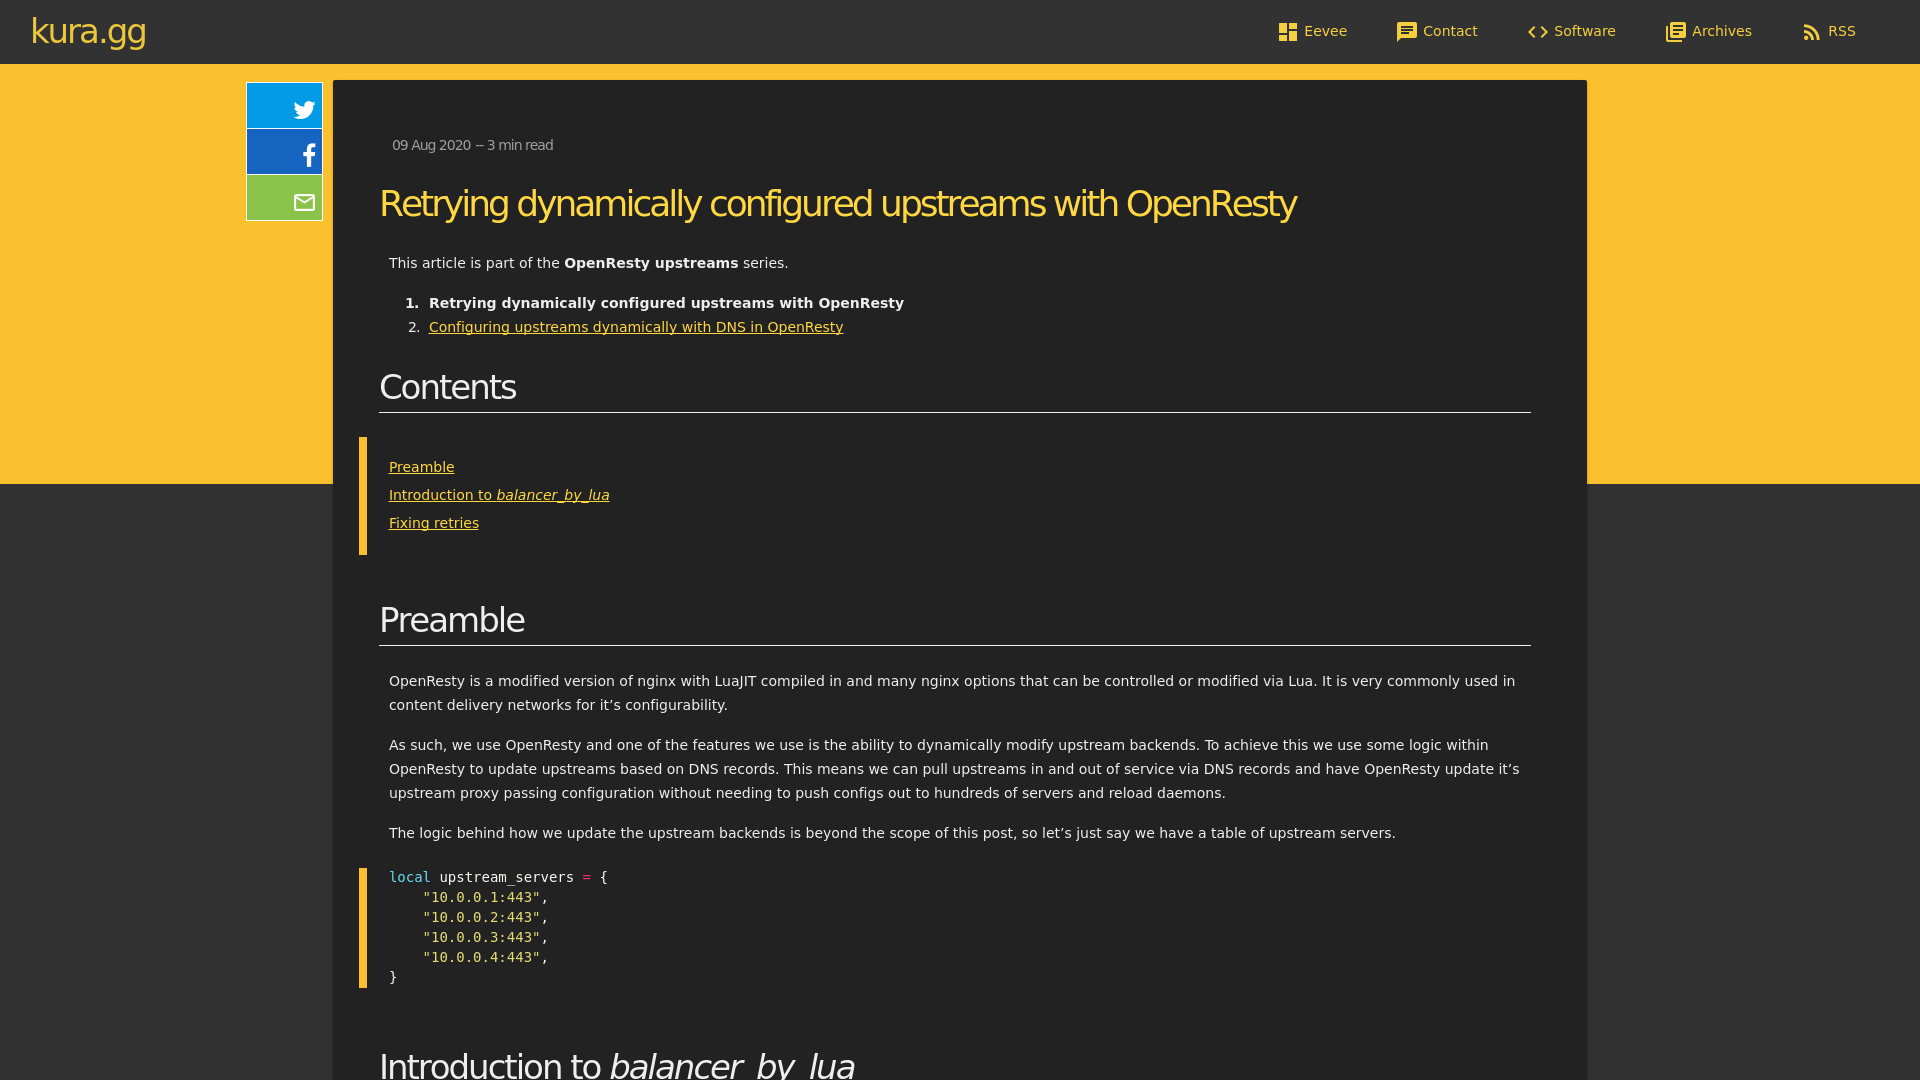 kura.gg
Eevee
Contact
Software
Archives
RSS
09 Aug 2020 -- 3 min read
Retrying dynamically configured upstreams with OpenResty
This article is part of the OpenResty upstreams series.
1. Retrying dynamically configured upstreams with OpenResty
2. Configuring upstreams dynamically with DNS in OpenResty
Contents
Preamble
Introduction to balancer_by_lua
Fixing retries
Preamble
OpenResty is a modified version of nginx with LuaJIT compiled in and many nginx options that can be controlled or modified via Lua. It is very commonly used in
content delivery networks for it’s configurability.
As such, we use OpenResty and one of the features we use is the ability to dynamically modify upstream backends. To achieve this we use some logic within
OpenResty to update upstreams based on DNS records. This means we can pull upstreams in and out of service via DNS records and have OpenResty update it’s
upstream proxy passing configuration without needing to push configs out to hundreds of servers and reload daemons.
The logic behind how we update the upstream backends is beyond the scope of this post, so let’s just say we have a table of upstream servers.
local upstream_servers = {
    "10.0.0.1:443",
    "10.0.0.2:443",
    "10.0.0.3:443",
    "10.0.0.4:443",
}
Introduction to balancer_by_lua